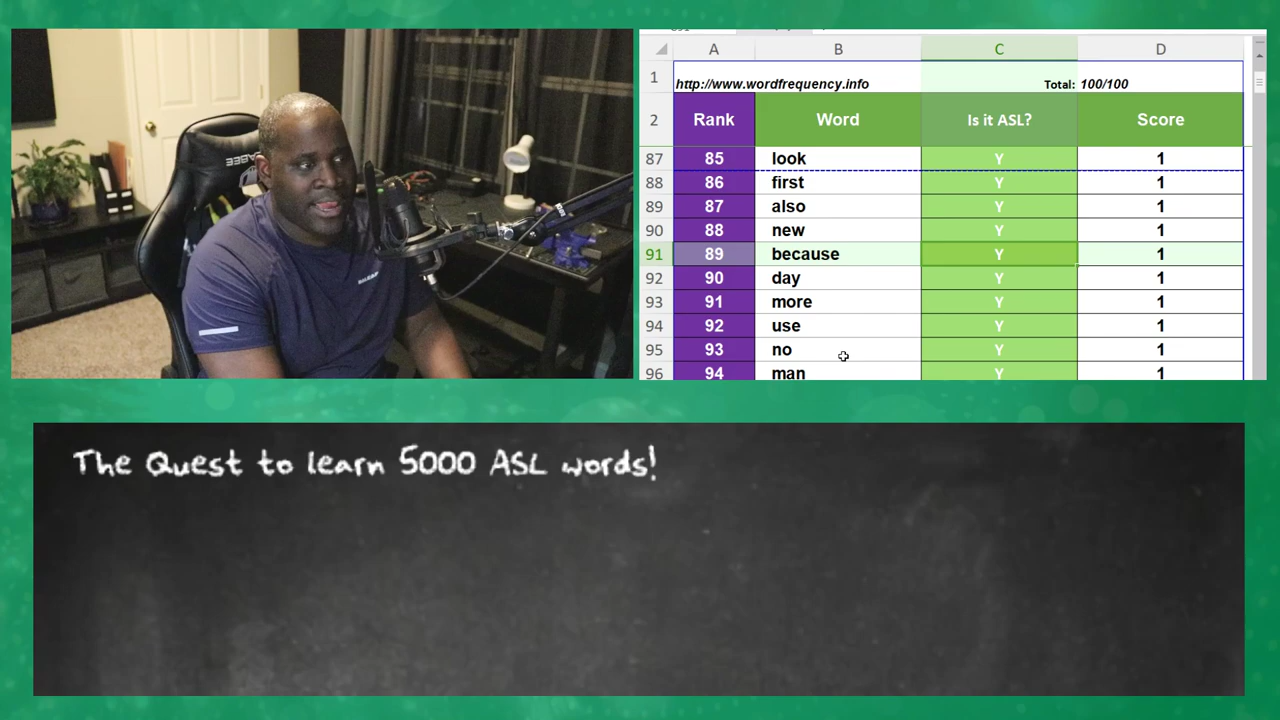 A B C D
1 http://www.wordfrequency.info Total: 100/100
2 Rank Word Is it ASL? Score
87 85 look Y 1
88 86 first Y 1
89 87 also Y 1
90 88 new Y 1
91 89 because Y 1
92 90 day Y 1
93 91 more Y 1
94 92 use Y 1
95 93 no Y 1
96 94 man Y 1
The Quest to learn 5000 ASL words!